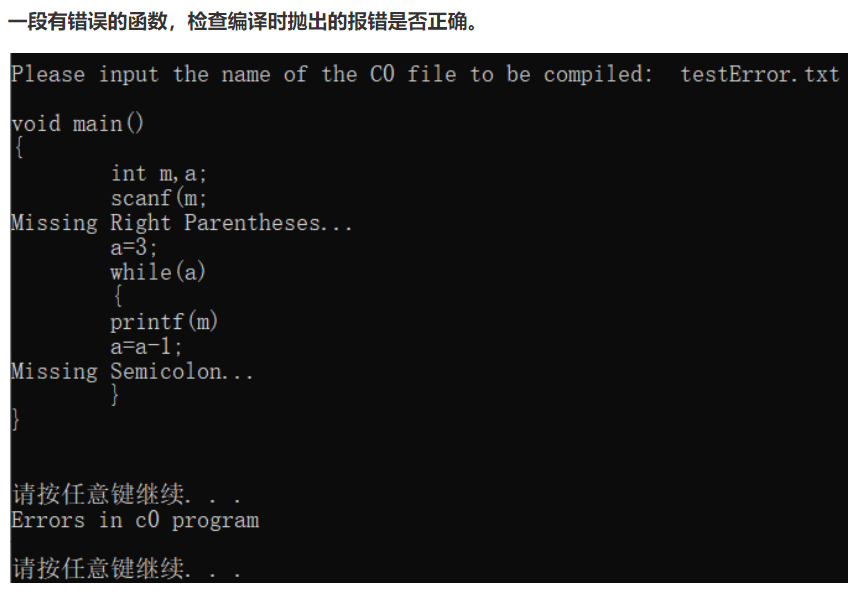 一段有错误的函数，检查编译时抛出的报错是否正确。
Please input the name of the C0 file to be compiled:  testError.txt
void main()
{
        int m,a;
        scanf(m;
Missing Right Parentheses...
        a=3;
        while(a)
        {
        printf(m)
        a=a-1;
Missing Semicolon...
        }
}
请按任意键继续. . .
Errors in c0 program
请按任意键继续. . .